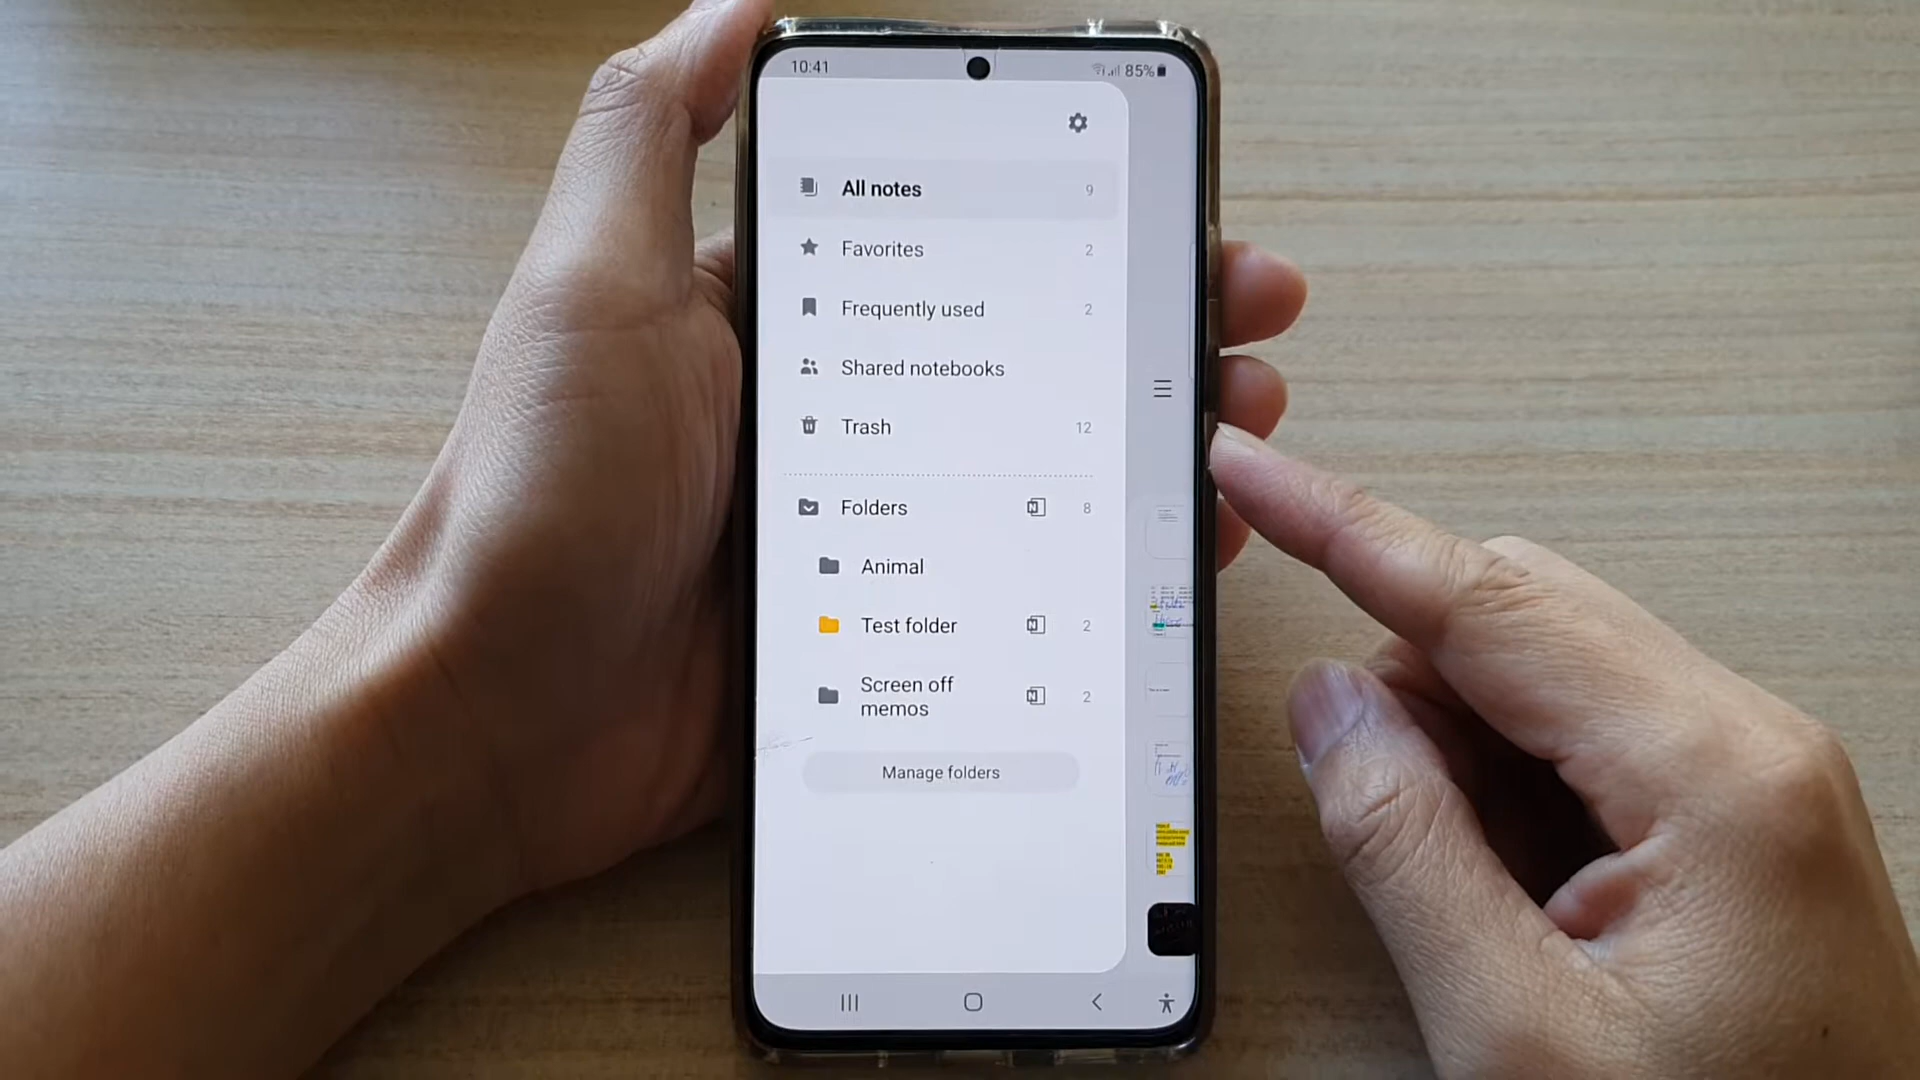 10:41
85%
All notes 9
Favorites 2
Frequently used 2
Shared notebooks
Trash 12
Folders 8
Animal
Test folder 2
Screen off
memos 2
Manage folders